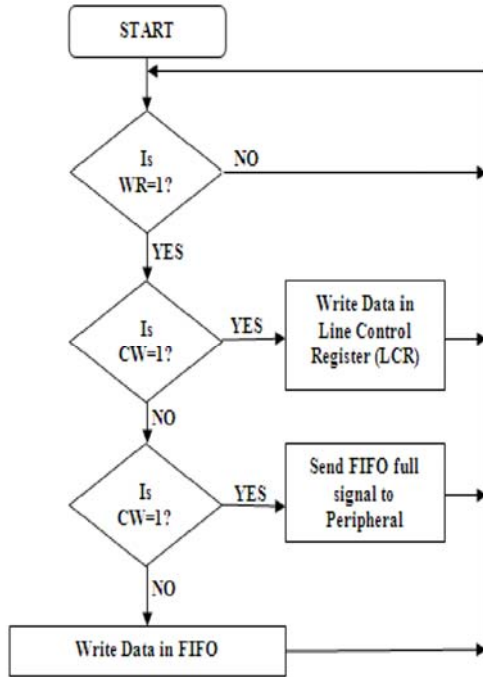 START
Is
WR=1?
NO
YES
Is
CW=1?
YES
Write Data in
Line Control
Register (LCR)
NO
Is
CW=1?
YES
Send FIFO full
signal to
Peripheral
NO
Write Data in FIFO